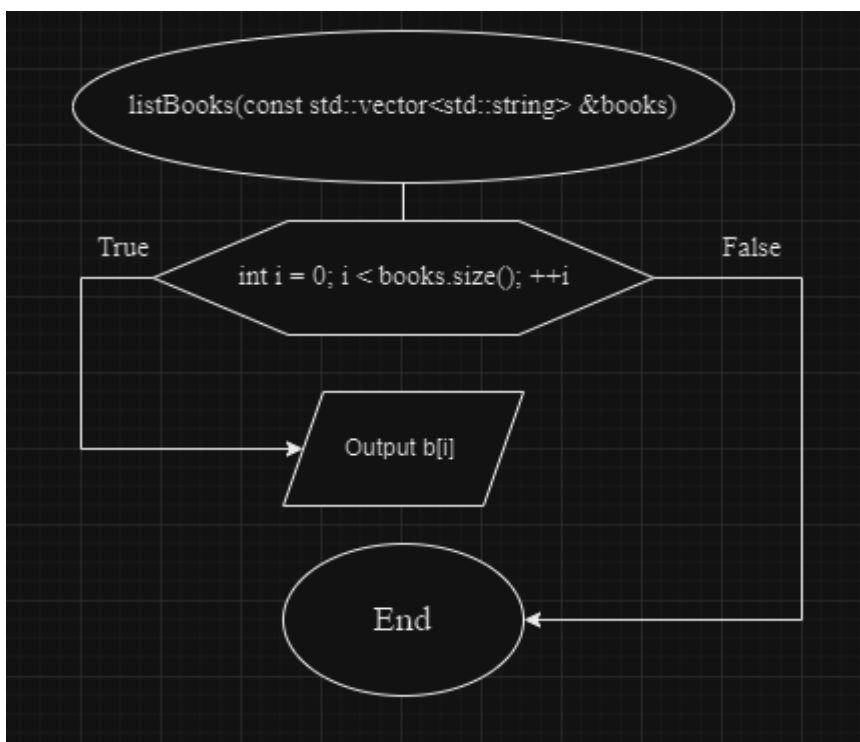 listBooks(const std::vector<std::string> &books)
True
False
int i = 0; i < books.size(); ++i
Output b[i]
End